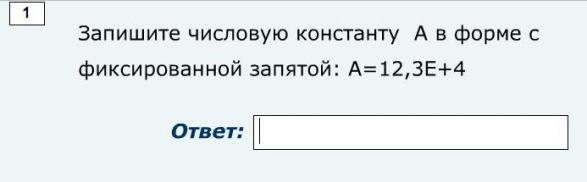 1
Запишите числовую константу А в форме с
фиксированной запятой: А=12,3Е+4
Ответ: